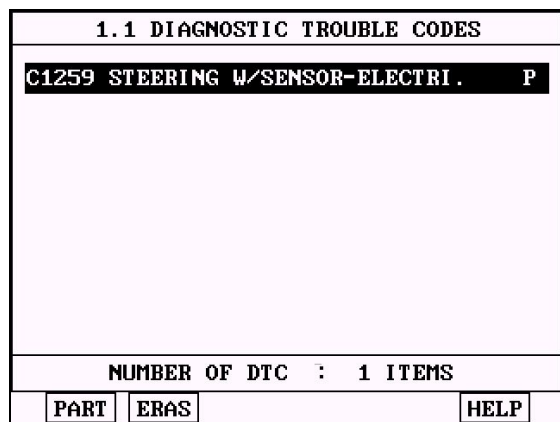 1.1 DIAGNOSTIC TROUBLE CODES
C1259 STEERING W/SENSOR-ELECTRI. P
NUMBER OF DTC : 1 ITEMS
PART ERAS HELP